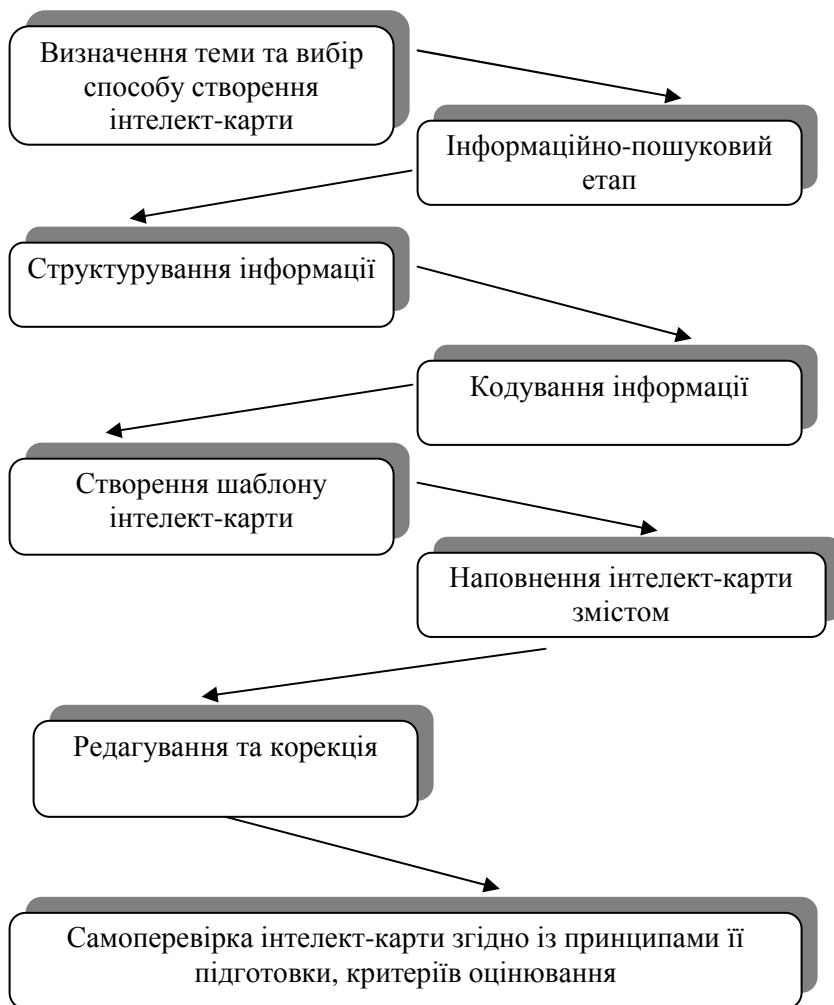 Визначення теми та вибір
способу створення
інтелект-карти
Інформаційно-пошуковий
етап
Структурування інформації
Кодування інформації
Створення шаблону
інтелект-карти
Наповнення інтелект-карти
змістом
Редагування та корекція
Самоперевірка інтелект-карти згідно із принципами її
підготовки, критеріїв оцінювання